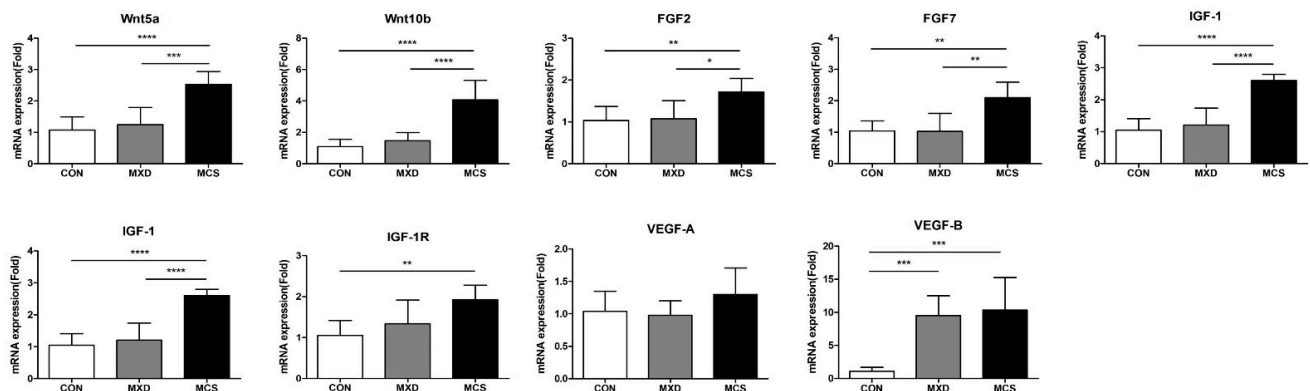 Wnt5a
mRNA expression(Fold)
4
3
2
1
0
****
***
CON MXD MCS
Wnt10b
mRNA expression(Fold)
8
6
4
2
0
****
****
CON MXD MCS
FGF2
mRNA expression(Fold)
3
2
1
0
**
*
CON MXD MCS
FGF7
mRNA expression(Fold)
4
3
2
1
0
**
**
CON MXD MCS
IGF-1
mRNA expression(Fold)
4
3
2
1
0
****
****
CON MXD MCS
IGF-1
mRNA expression(Fold)
4
3
2
1
0
****
****
CON MXD MCS
IGF-1R
mRNA expression(Fold)
3
2
1
0
**
CON MXD MCS
VEGF-A
mRNA expression(Fold)
2.0
1.5
1.0
0.5
0.0
CON MXD MCS
VEGF-B
mRNA expression(Fold)
20
15
10
5
0
***
***
CON MXD MCS